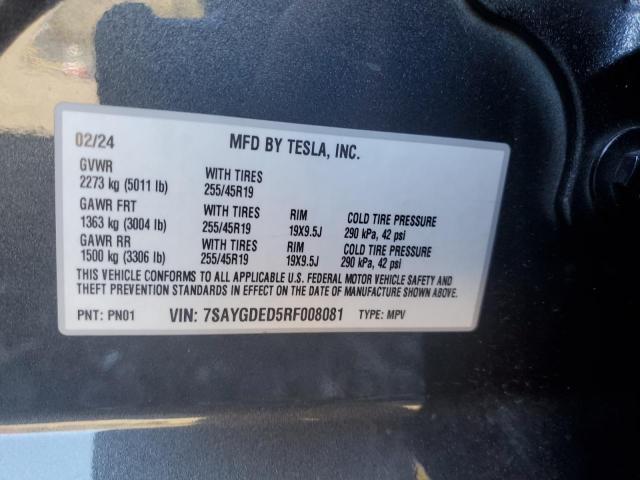 02/24 MFD BY TESLA, INC.
GVWR WITH TIRES
2273 kg (5011 lb) 255/45R19
GAWR FRT WITH TIRES RIM COLD TIRE PRESSURE
1363 kg (3004 lb) 255/45R19 19X9.5J 290 kPa, 42 psi
GAWR RR WITH TIRES RIM COLD TIRE PRESSURE
1500 kg (3306 lb) 255/45R19 19X9.5J 290 kPa, 42 psi
THIS VEHICLE CONFORMS TO ALL APPLICABLE U.S. FEDERAL MOTOR VEHICLE SAFETY AND
THEFT PREVENTION STANDARDS IN EFFECT ON THE DATE OF MANUFACTURE SHOWN ABOVE.
PNT: PN01 VIN: 7SAYGDED5RF008081 TYPE: MPV